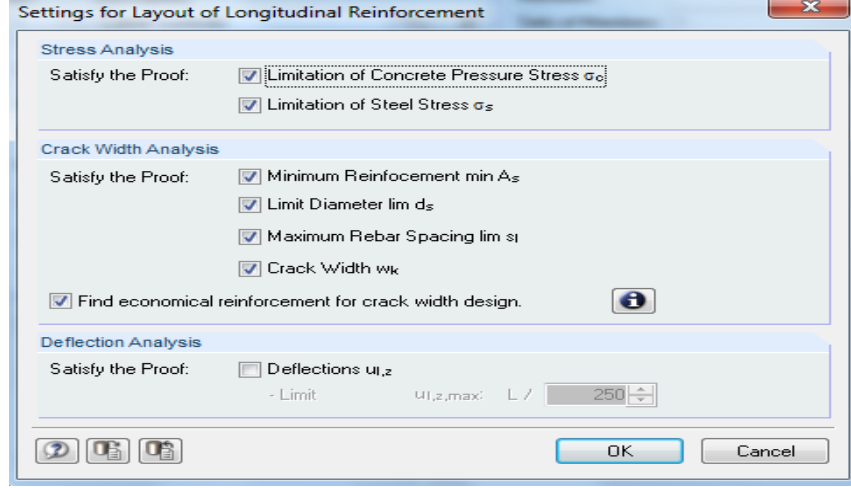 Settings for Layout of Longitudinal Reinforcement
Stress Analysis
Satisfy the Proof: Limitation of Concrete Pressure Stress σc
Limitation of Steel Stress σs
Crack Width Analysis
Satisfy the Proof: Minimum Reinfocement min As
Limit Diameter lim ds
Maximum Rebar Spacing lim sl
Crack Width wk
Find economical reinforcement for crack width design.
Deflection Analysis
Satisfy the Proof: Deflections ul,z
- Limit ul,z,max: L / 250
OK Cancel